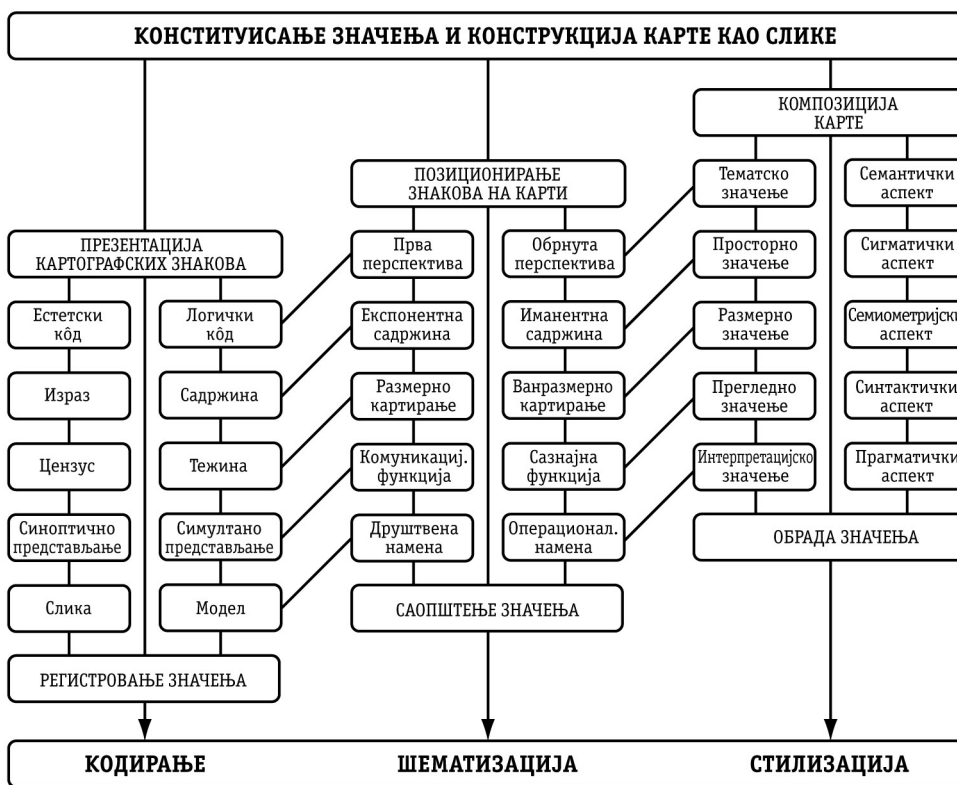 КОНСТИТУИСАЊЕ ЗНАЧЕЊА И КОНСТРУКЦИЈА КАРТЕ КАО СЛИКЕ
КОМПОЗИЦИЈА
КАРТЕ
ПОЗИЦИОНИРАЊЕ
ЗНАКОВА НА КАРТИ
Тематско
значење
Семантички
аспект
ПРЕЗЕНТАЦИЈА
КАРТОГРАФСКИХ ЗНАКОВА
Прва
перспектива
Обрнута
перспектива
Просторно
значење
Сигматички
аспект
Естетски
кôд
Логички
кôд
Експонентна
садржина
Иманентна
садржина
Размерно
значење
Семиометријски
аспект
Израз
Садржина
Размерно
картирање
Ванразмерно
картирање
Прегледно
значење
Синтактички
аспект
Цензус
Тежина
Комуникациј.
функција
Сазнајна
функција
Интерпретацијско
значење
Прагматички
аспект
Синоптично
представљање
Симултано
представљање
Друштвена
намена
Операционал.
намена
ОБРАДА ЗНАЧЕЊА
Слика
Модел
САОПШТЕЊЕ ЗНАЧЕЊА
РЕГИСТРОВАЊЕ ЗНАЧЕЊА
КОДИРАЊЕ
ШЕМАТИЗАЦИЈА
СТИЛИЗАЦИЈА